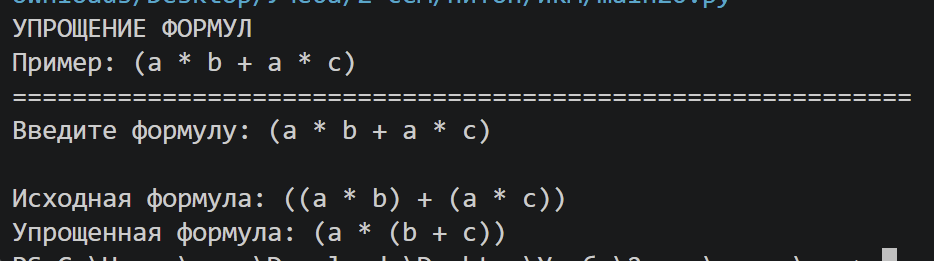 УПРОЩЕНИЕ ФОРМУЛ
Пример: (a * b + a * c)
============================================================
Введите формулу: (a * b + a * c)
Исходная формула: ((a * b) + (a * c))
Упрощенная формула: (a * (b + c))